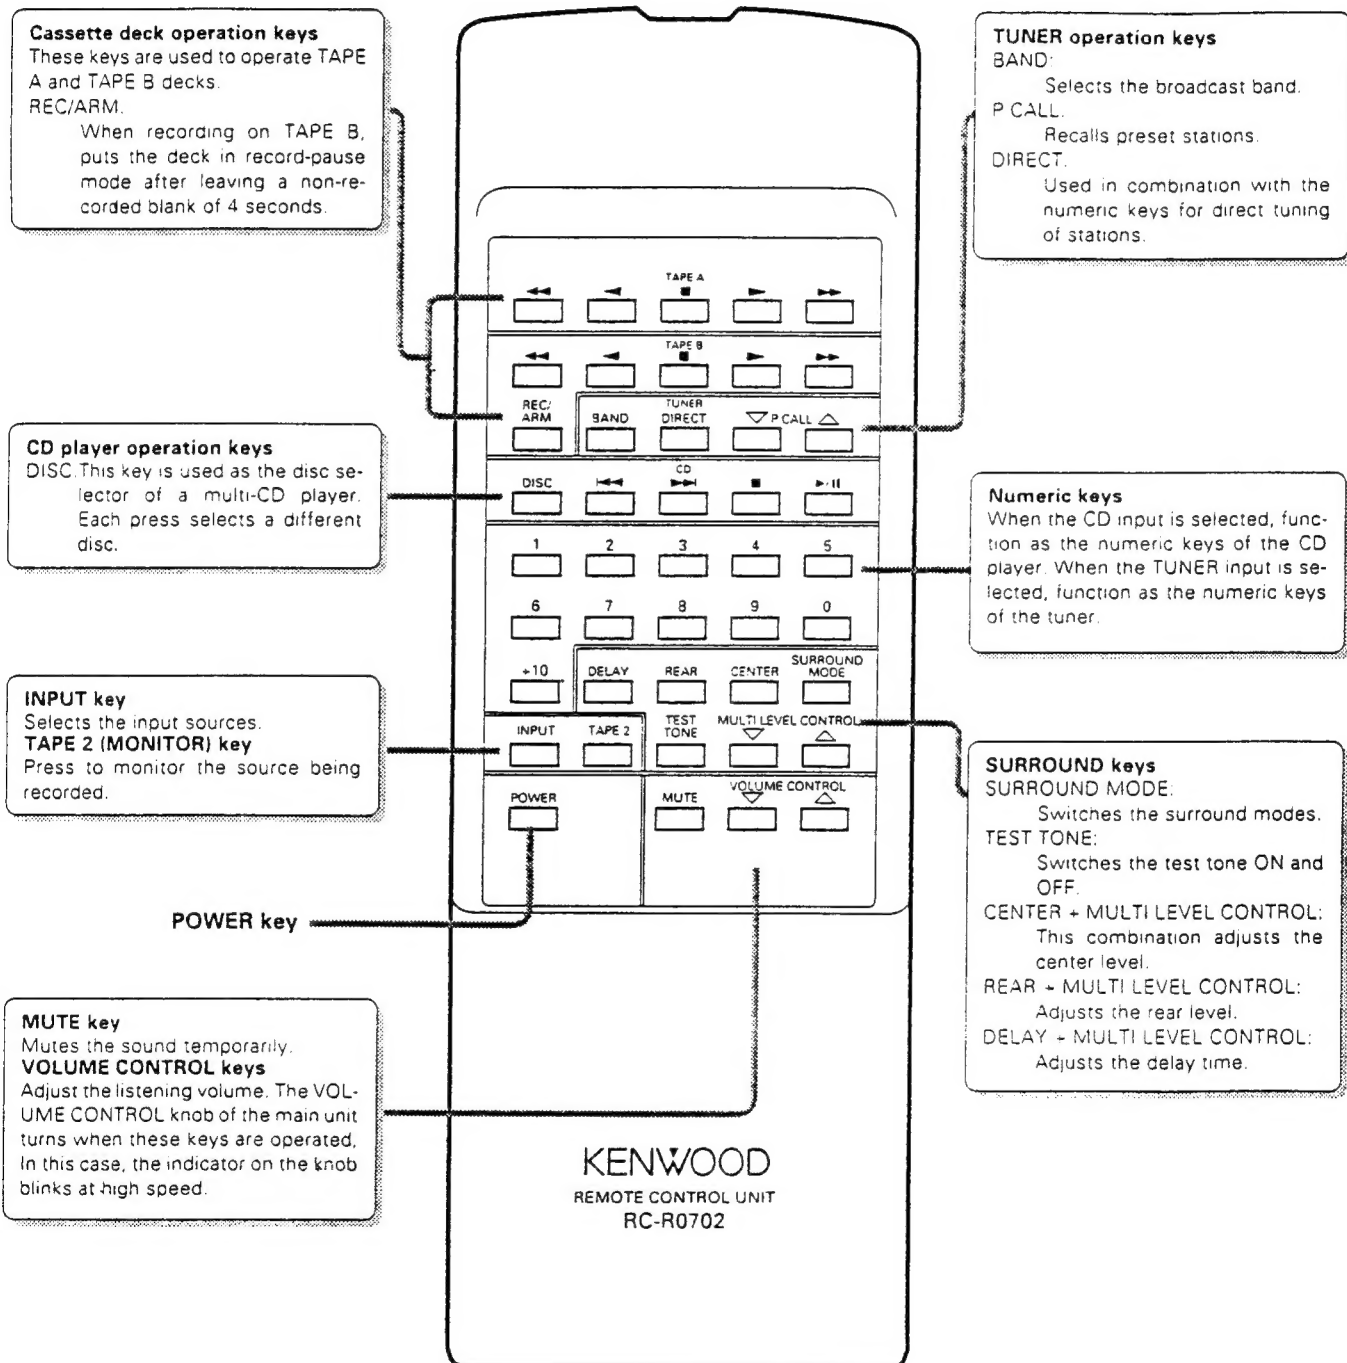 Cassette deck operation keys
These keys are used to operate TAPE
A and TAPE B decks.
REC/ARM.
When recording on TAPE B,
puts the deck in record-pause
mode after leaving a non-re-
corded blank of 4 seconds.
CD player operation keys
DISC.This key is used as the disc se-
lector of a multi-CD player.
Each press selects a different
disc.
INPUT key
Selects the input sources.
TAPE 2 (MONITOR) key
Press to monitor the source being
recorded.
POWER key
MUTE key
Mutes the sound temporarily.
VOLUME CONTROL keys
Adjust the listening volume. The VOL-
UME CONTROL knob of the main unit
turns when these keys are operated,
In this case, the indicator on the knob
blinks at high speed.
TAPE A
TAPE B
REC/
ARM
BAND
TUNER
DIRECT
P CALL
DISC
CD
1 2 3 4 5
6 7 8 9 0
+10 DELAY REAR CENTER SURROUND
MODE
INPUT TAPE 2 TEST
TONE
MULTI LEVEL CONTROL
POWER MUTE VOLUME CONTROL
KENWOOD
REMOTE CONTROL UNIT
RC-R0702
TUNER operation keys
BAND:
Selects the broadcast band.
P CALL.
Recalls preset stations.
DIRECT.
Used in combination with the
numeric keys for direct tuning
of stations.
Numeric keys
When the CD input is selected, func-
tion as the numeric keys of the CD
player. When the TUNER input is se-
lected, function as the numeric keys
of the tuner.
SURROUND keys
SURROUND MODE:
Switches the surround modes.
TEST TONE:
Switches the test tone ON and
OFF.
CENTER + MULTI LEVEL CONTROL:
This combination adjusts the
center level.
REAR + MULTI LEVEL CONTROL:
Adjusts the rear level.
DELAY + MULTI LEVEL CONTROL:
Adjusts the delay time.